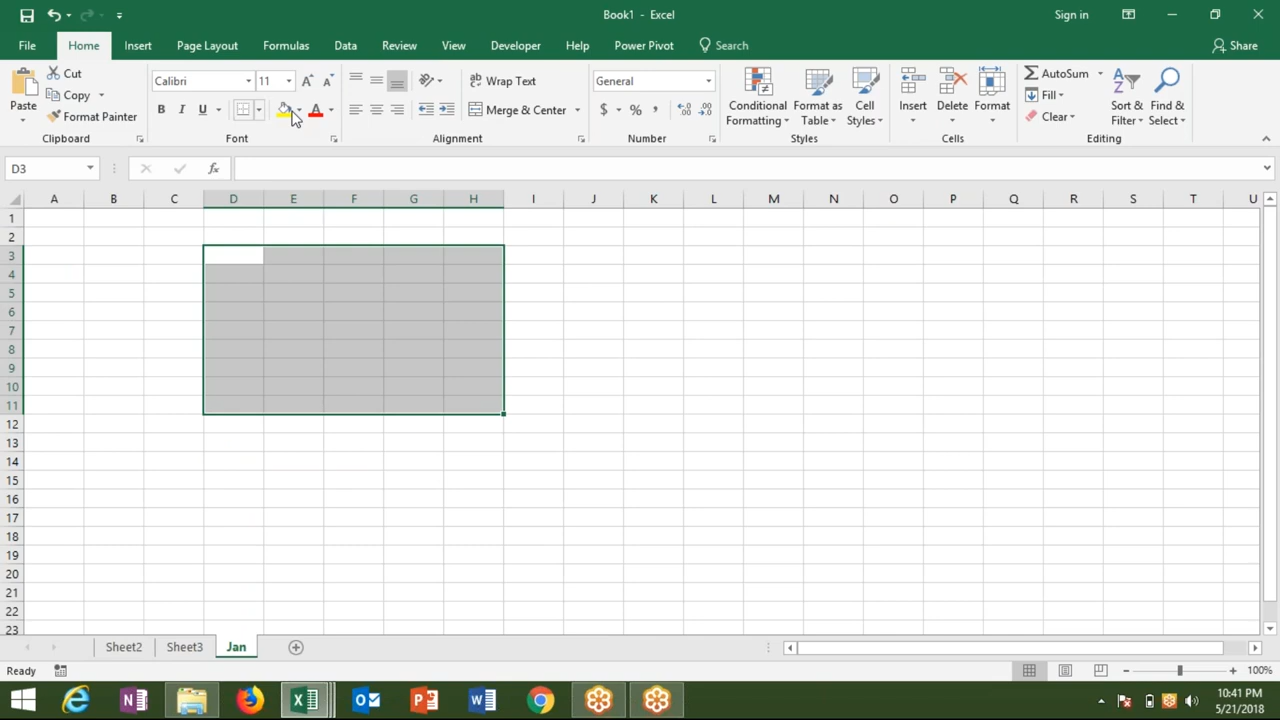 Book1 - Excel
Sign in
File Home Insert Page Layout Formulas Data Review View Developer Help Power Pivot Search Share
Paste
Cut
Copy
Format Painter
Clipboard
Calibri 11
B I U A
Font
Wrap Text
Merge & Center
Alignment
General
$ % ,
Number
Conditional Formatting
Format as Table
Cell Styles
Styles
Insert
Delete
Format
Cells
AutoSum
Fill
Clear
Sort & Filter
Find & Select
Editing
D3 fx
A B C D E F G H I J K L M N O P Q R S T U
1
2
3
4
5
6
7
8
9
10
11
12
13
14
15
16
17
18
19
20
21
22
23
Sheet2 Sheet3 Jan
Ready 100%
10:41 PM
5/21/2018